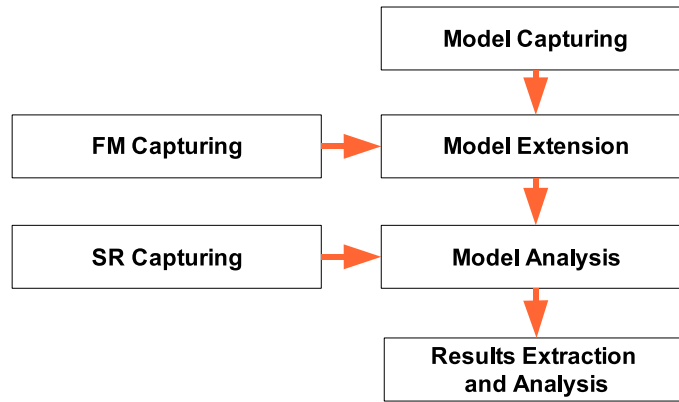 Model Capturing
FM Capturing
Model Extension
SR Capturing
Model Analysis
Results Extraction
and Analysis